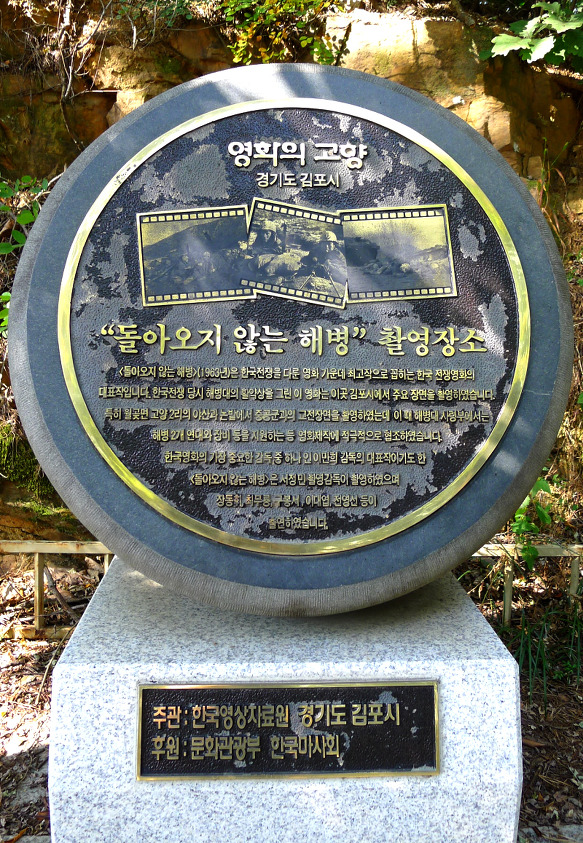 영화의 고향
경기도 김포시
“돌아오지 않는 해병” 촬영장소
<돌아오지 않는 해병>(1963년)은 한국전쟁을 다룬 영화 가운데 최고작으로 꼽히는 한국 전쟁영화의
대표작입니다. 한국전쟁 당시 해병대의 활약상을 그린 이 영화는 이곳 김포시에서 주요 장면을 촬영하였습니다.
특히 월곶면 고양 2리의 야산과 논밭에서 중공군과의 교전장면을 촬영하였는데 이 때 해병대 사령부에서는
해병 2개 연대와 장비 등을 지원하는 등 영화제작에 적극적으로 협조하였습니다.
한국영화의 가장 중요한 감독 중 하나인 이만희 감독의 대표작이기도 한
<돌아오지 않는 해병>은 서정민 촬영감독이 촬영하였으며
장동휘, 최무룡, 구봉서, 이대엽, 전영선 등이
출연하였습니다.
주관 : 한국영상자료원 경기도 김포시
후원 : 문화관광부 한국마사회